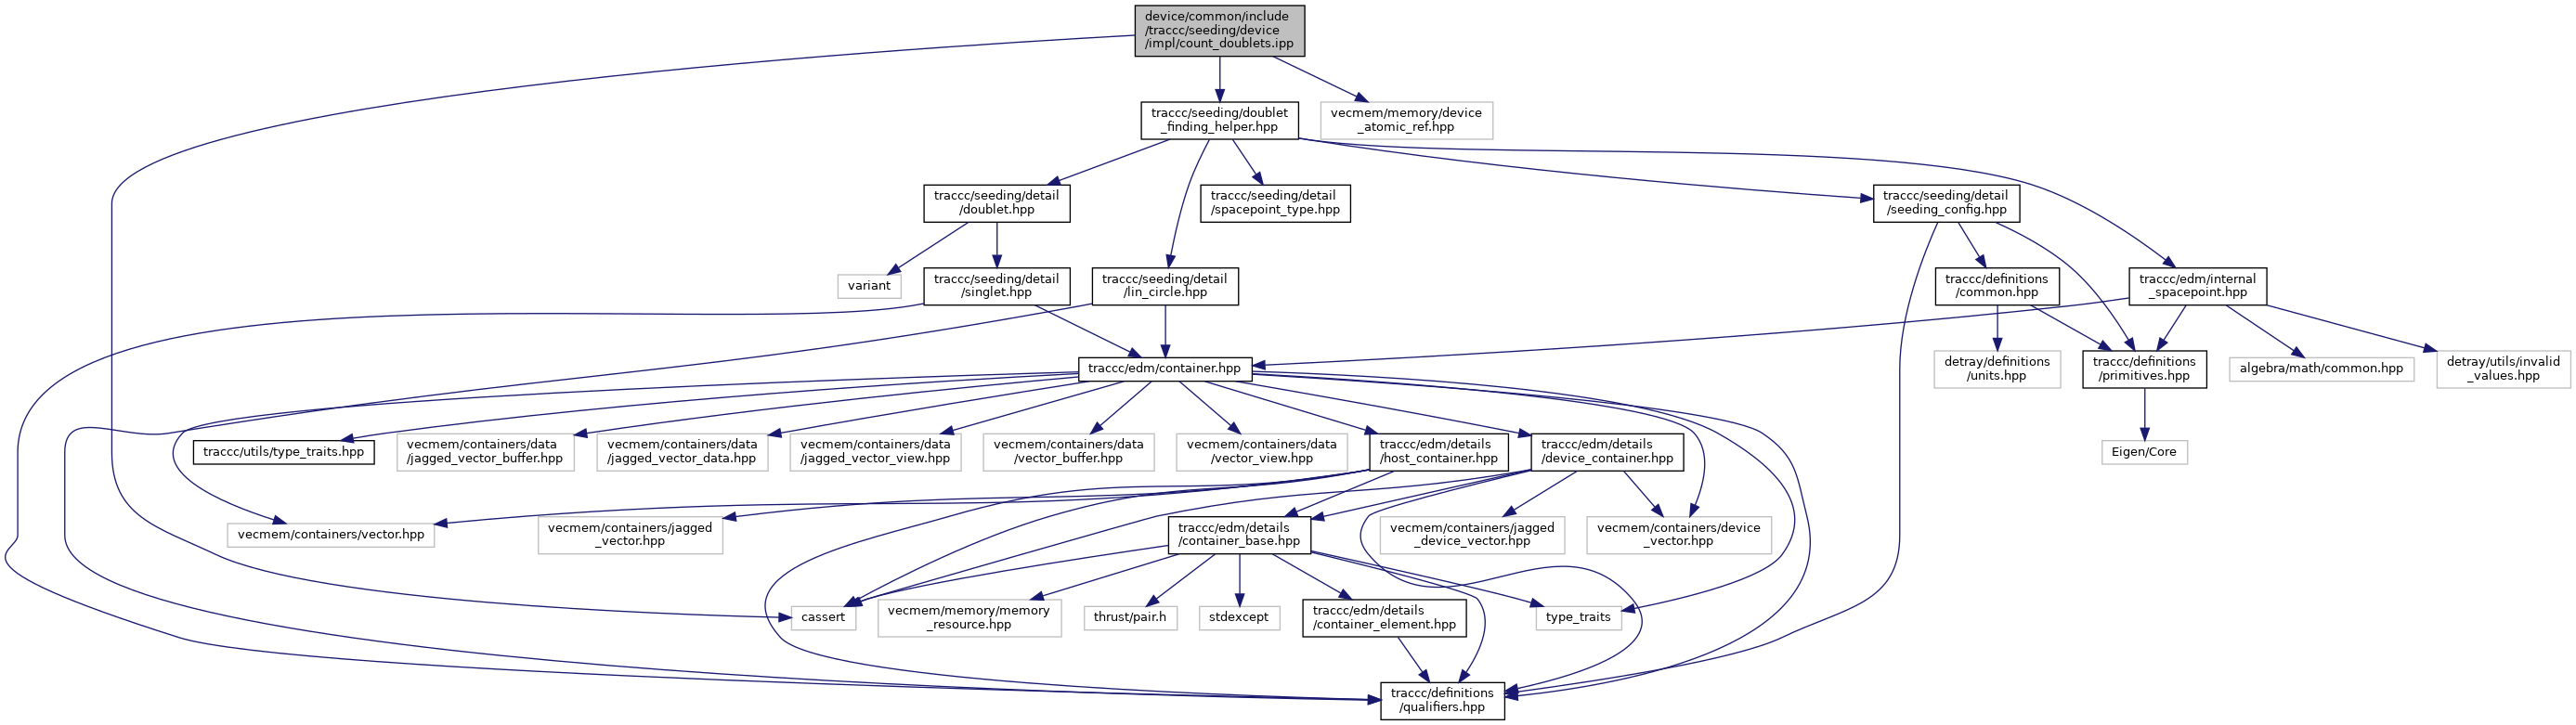 device/common/include
/traccc/seeding/device
/impl/count_doublets.ipp
traccc/seeding/doublet
_finding_helper.hpp
vecmem/memory/device
_atomic_ref.hpp
traccc/seeding/detail
/doublet.hpp
traccc/seeding/detail
/spacepoint_type.hpp
traccc/seeding/detail
/seeding_config.hpp
variant
traccc/seeding/detail
/singlet.hpp
traccc/seeding/detail
/lin_circle.hpp
traccc/definitions
/common.hpp
traccc/edm/internal
_spacepoint.hpp
traccc/edm/container.hpp
detray/definitions
/units.hpp
traccc/definitions
/primitives.hpp
algebra/math/common.hpp
detray/utils/invalid
_values.hpp
traccc/utils/type_traits.hpp
vecmem/containers/data
/jagged_vector_buffer.hpp
vecmem/containers/data
/jagged_vector_data.hpp
vecmem/containers/data
/jagged_vector_view.hpp
vecmem/containers/data
/vector_buffer.hpp
vecmem/containers/data
/vector_view.hpp
traccc/edm/details
/host_container.hpp
traccc/edm/details
/device_container.hpp
Eigen/Core
vecmem/containers/vector.hpp
vecmem/containers/jagged
_vector.hpp
traccc/edm/details
/container_base.hpp
vecmem/containers/jagged
_device_vector.hpp
vecmem/containers/device
_vector.hpp
cassert
vecmem/memory/memory
_resource.hpp
thrust/pair.h
stdexcept
traccc/edm/details
/container_element.hpp
type_traits
traccc/definitions
/qualifiers.hpp